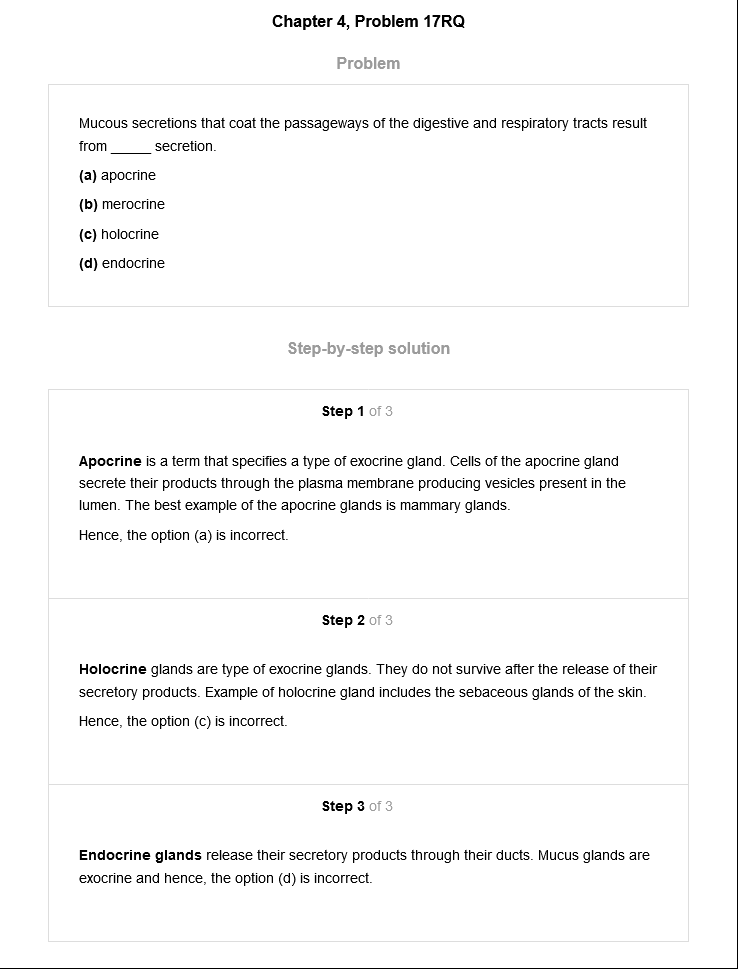 Chapter 4, Problem 17RQ
Problem
Mucous secretions that coat the passageways of the digestive and respiratory tracts result
from _____ secretion.
(a) apocrine
(b) merocrine
(c) holocrine
(d) endocrine
Step-by-step solution
Step 1 of 3
Apocrine is a term that specifies a type of exocrine gland. Cells of the apocrine gland
secrete their products through the plasma membrane producing vesicles present in the
lumen. The best example of the apocrine glands is mammary glands.
Hence, the option (a) is incorrect.
Step 2 of 3
Holocrine glands are type of exocrine glands. They do not survive after the release of their
secretory products. Example of holocrine gland includes the sebaceous glands of the skin.
Hence, the option (c) is incorrect.
Step 3 of 3
Endocrine glands release their secretory products through their ducts. Mucus glands are
exocrine and hence, the option (d) is incorrect.